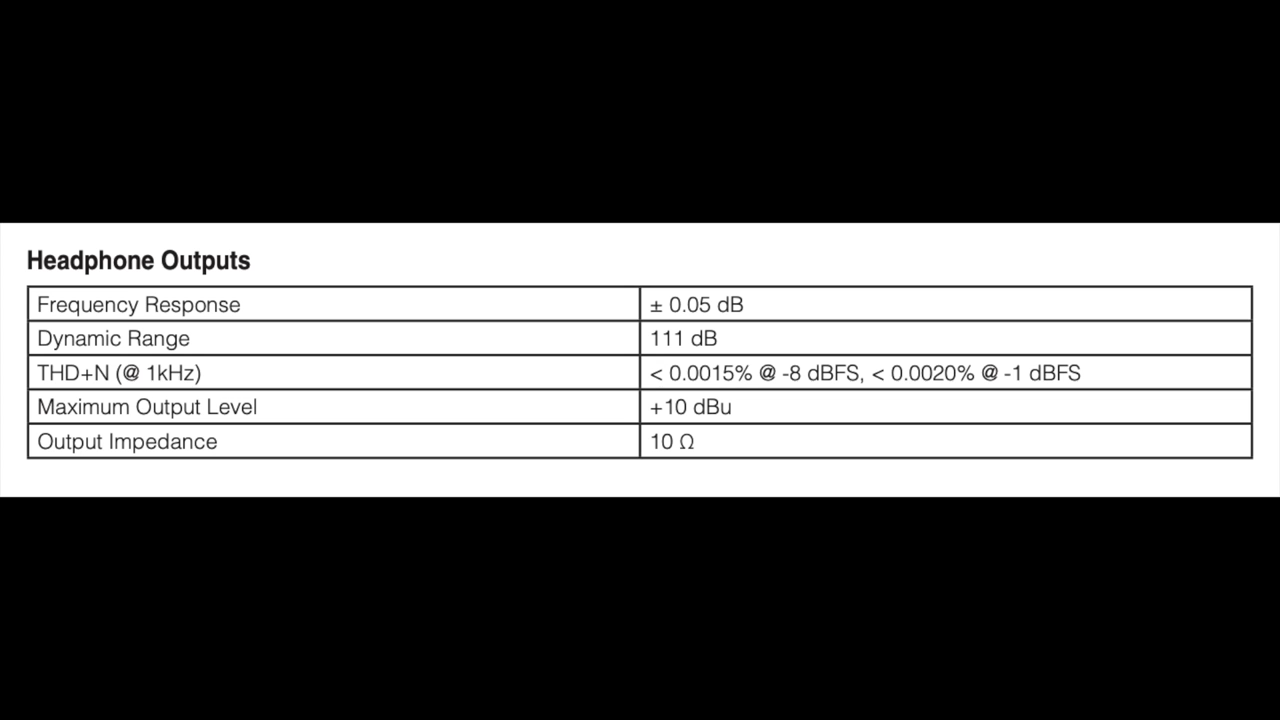 Headphone Outputs
Frequency Response ± 0.05 dB
Dynamic Range 111 dB
THD+N (@ 1kHz) < 0.0015% @ -8 dBFS, < 0.0020% @ -1 dBFS
Maximum Output Level +10 dBu
Output Impedance 10 Ω